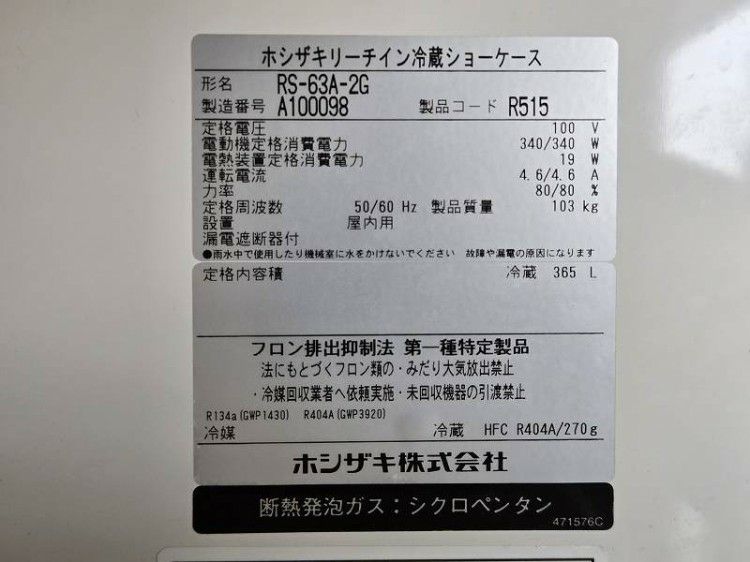 ホシザキリーチイン冷蔵ショーケース
形名 RS-63A-2G
製造番号 A100098 製品コード R515
定格電圧 100 V
電動機定格消費電力 340/340 W
電熱装置定格消費電力 19 W
運転電流 4.6/4.6 A
力率 80/80 %
定格周波数 50/60 Hz 製品質量 103 kg
設置 屋内用
漏電遮断器付
●雨水中で使用したり機械室に水をかけないでください 故障や漏電の原因になります
定格内容積 冷蔵 365 L
フロン排出抑制法 第一種特定製品
法にもとづくフロン類の・みだり大気放出禁止
・冷媒回収業者へ依頼実施・未回収機器の引渡禁止
R134a(GWP1430) R404A(GWP3920)
冷媒 冷蔵 HFC R404A/270g
ホシザキ株式会社
断熱発泡ガス：シクロペンタン
471576C